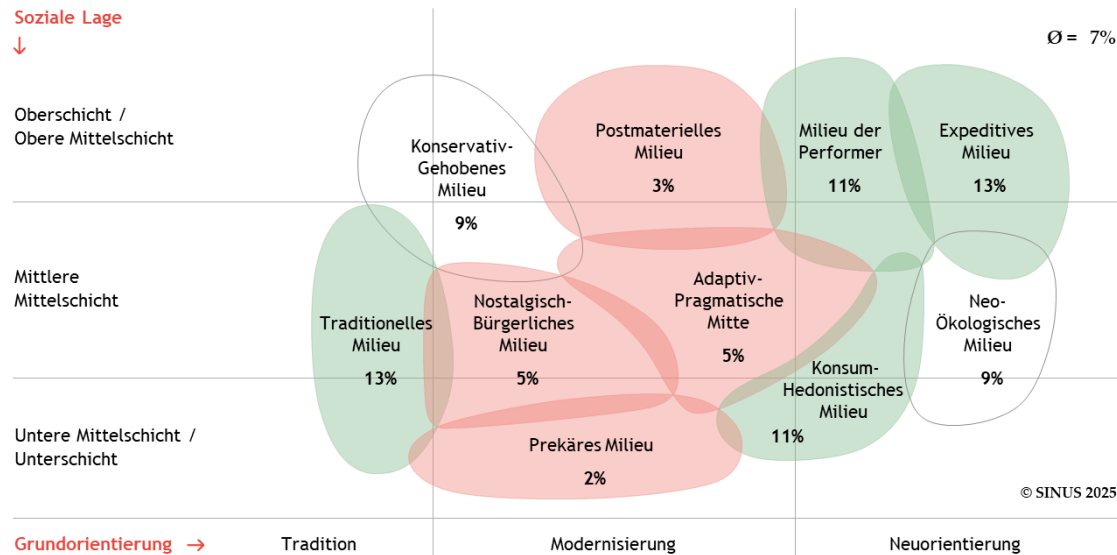 Soziale Lage
↓
Ø = 7%
Oberschicht /
Obere Mittelschicht
Konservativ-
Gehobenes
Milieu
9%
Postmaterielles
Milieu
3%
Milieu der
Performer
11%
Expeditives
Milieu
13%
Mittlere
Mittelschicht
Traditionelles
Milieu
13%
Nostalgisch-
Bürgerliches
Milieu
5%
Adaptiv-
Pragmatische
Mitte
5%
Konsum-
Hedonistisches
Milieu
11%
Neo-
Ökologisches
Milieu
9%
Untere Mittelschicht /
Unterschicht
Prekäres Milieu
2%
© SINUS 2025
Grundorientierung → Tradition Modernisierung Neuorientierung